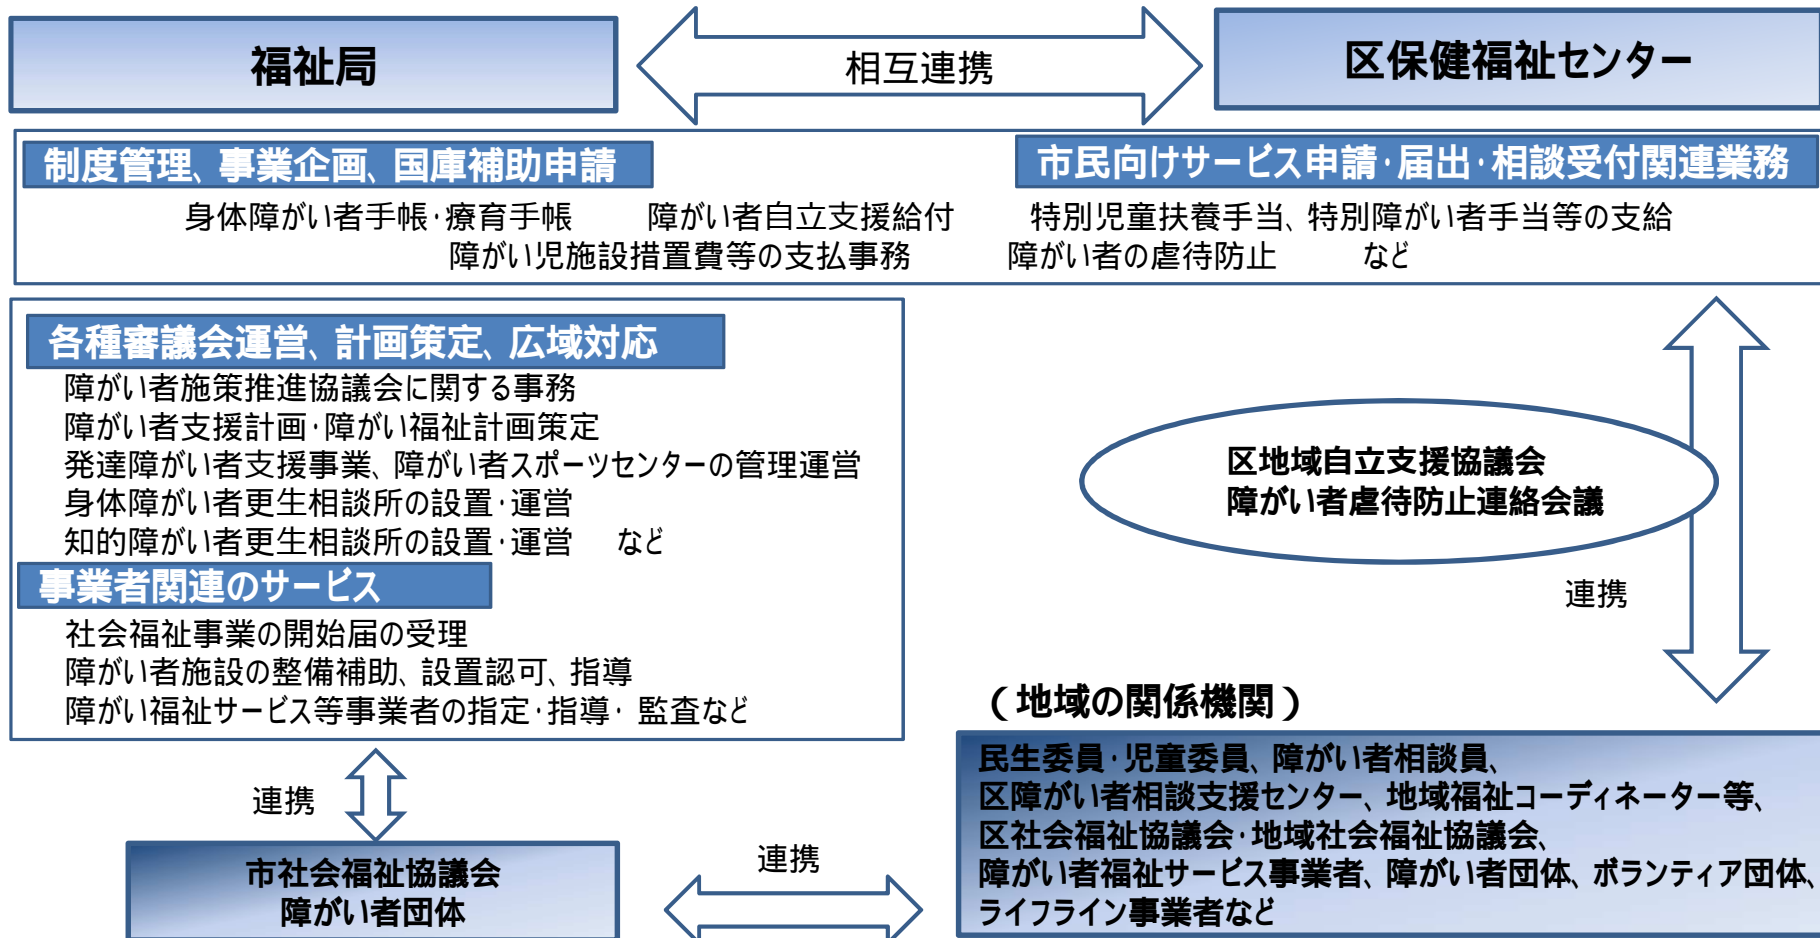 福祉局
相互連携
区保健福祉センター
制度管理、事業企画、国庫補助申請
市民向けサービス申請・届出・相談受付関連業務
身体障がい者手帳・療育手帳 障がい者自立支援給付 特別児童扶養手当、特別障がい者手当等の支給
障がい児施設措置費等の支払事務 障がい者の虐待防止 など
各種審議会運営、計画策定、広域対応
障がい者施策推進協議会に関する事務
障がい者支援計画・障がい福祉計画策定
発達障がい者支援事業、障がい者スポーツセンターの管理運営
身体障がい者更生相談所の設置・運営
知的障がい者更生相談所の設置・運営 など
事業者関連のサービス
社会福祉事業の開始届の受理
障がい者施設の整備補助、設置認可、指導
障がい福祉サービス等事業者の指定・指導・監査など
区地域自立支援協議会
障がい者虐待防止連絡会議
連携
（地域の関係機関）
民生委員・児童委員、障がい者相談員、
区障がい者相談支援センター、地域福祉コーディネーター等、
区社会福祉協議会・地域社会福祉協議会、
障がい者福祉サービス事業者、障がい者団体、ボランティア団体、
ライフライン事業者など
連携
市社会福祉協議会
障がい者団体
連携